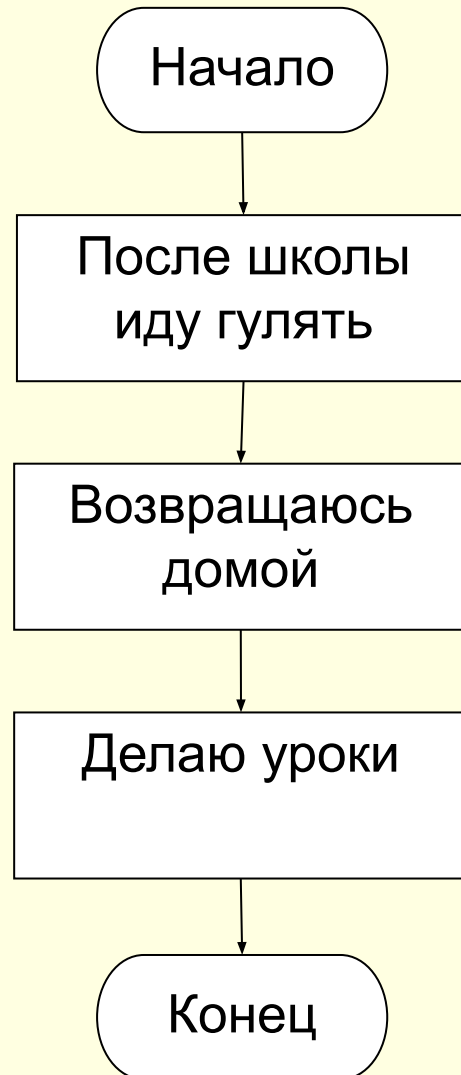 Начало
После школы
иду гулять
Возвращаюсь
домой
Делаю уроки
Конец